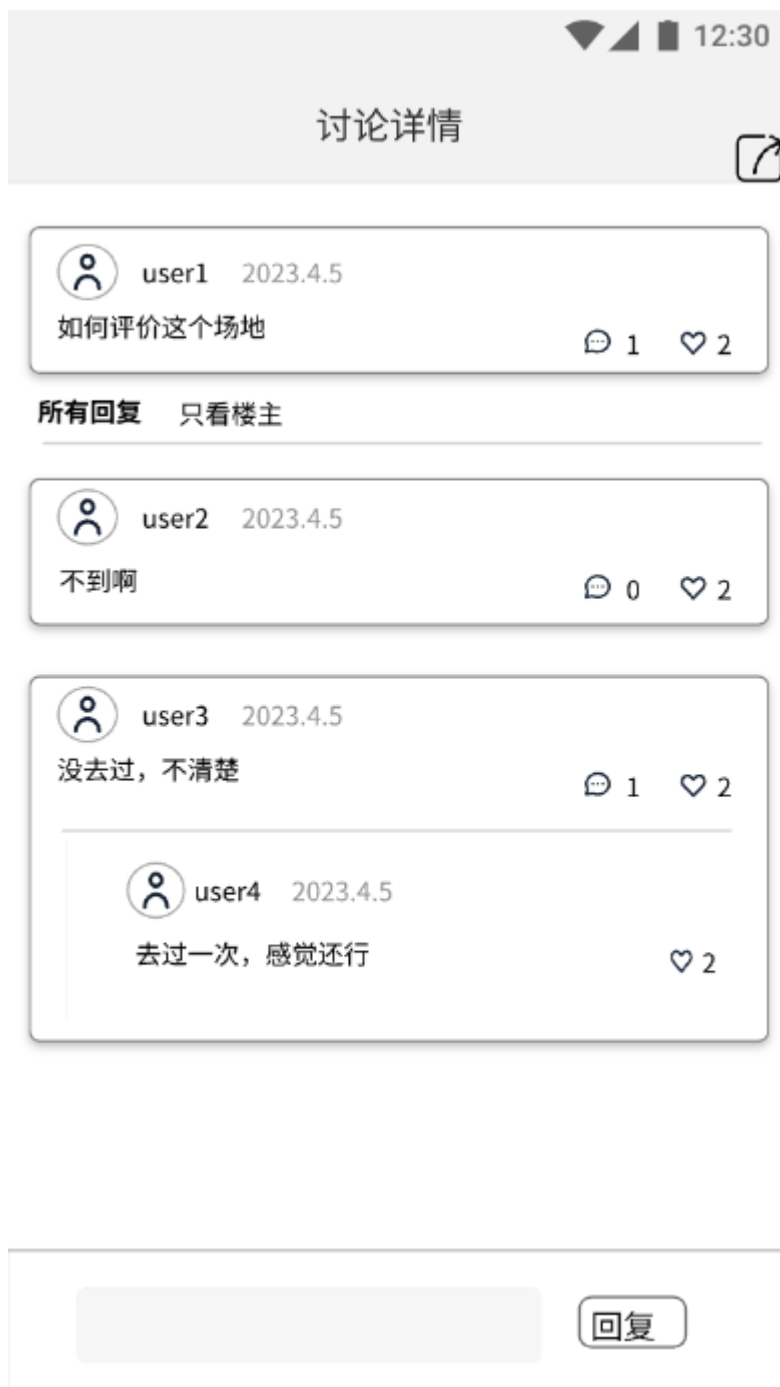 12:30
讨论详情
user1 2023.4.5
如何评价这个场地
1 2
所有回复 只看楼主
user2 2023.4.5
不到啊
0 2
user3 2023.4.5
没去过，不清楚
1 2
user4 2023.4.5
去过一次，感觉还行
2
回复